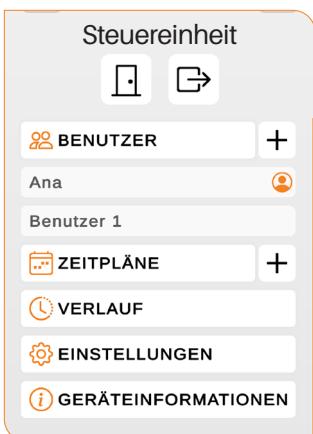 Steuereinheit
BENUTZER
Ana
Benutzer 1
ZEITPLÄNE
VERLAUF
EINSTELLUNGEN
GERÄTEINFORMATIONEN